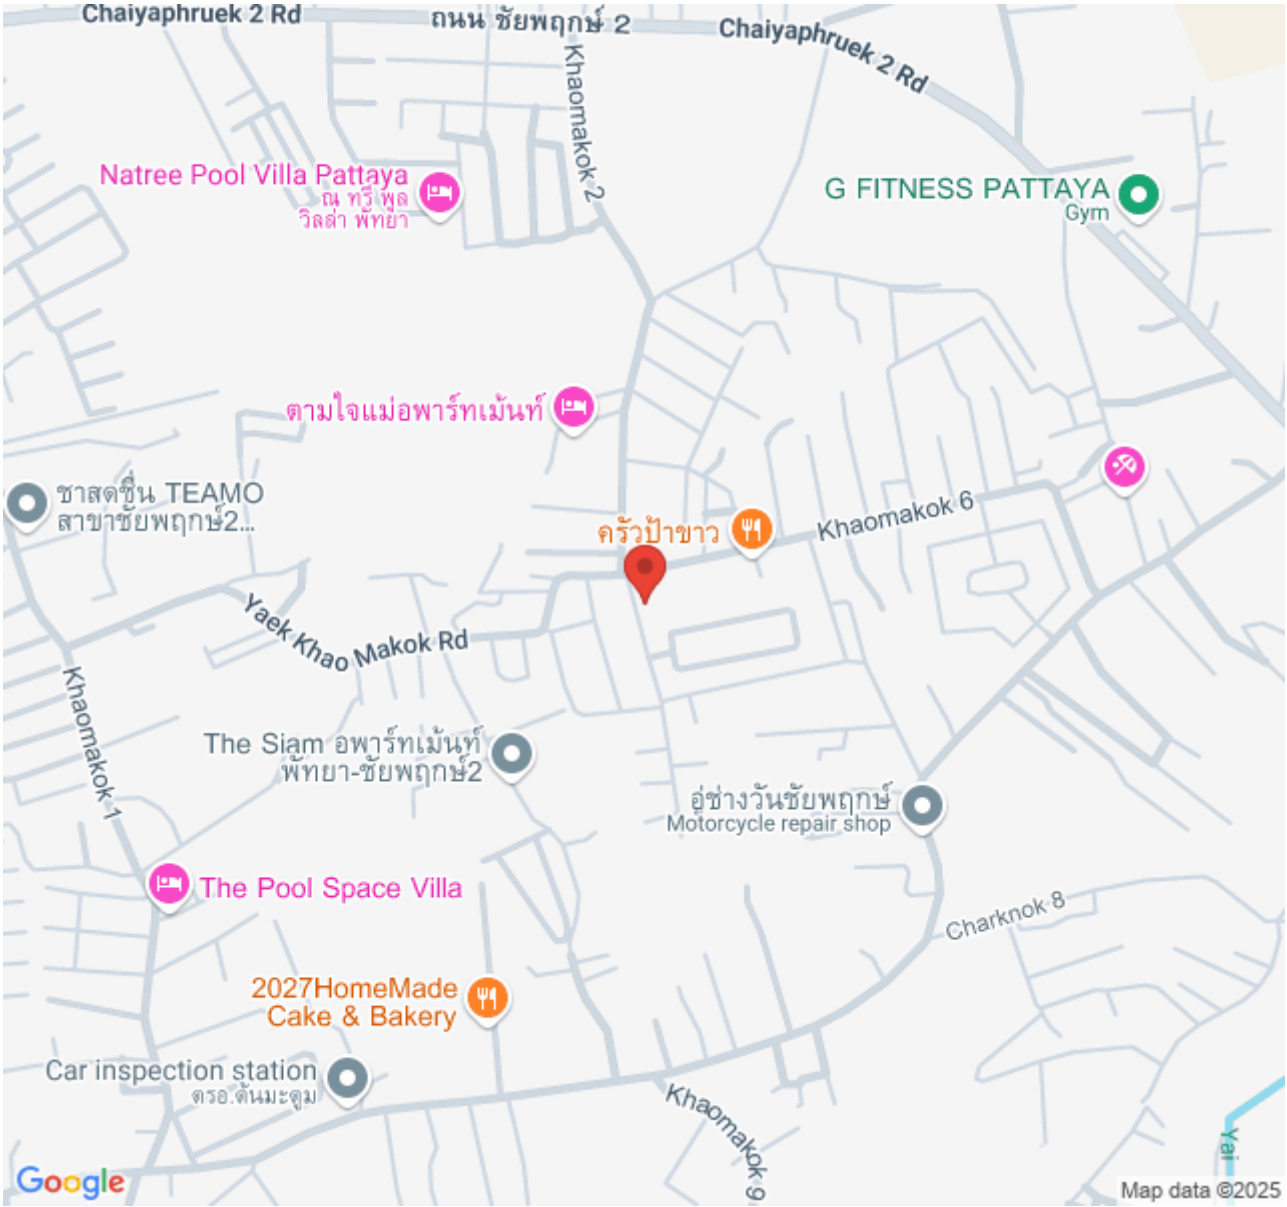 Chaiyaphruek 2 Rd
ถนน ชัยพฤกษ์ 2
Chaiyaphruek 2 Rd
Khaomakok 2
Natree Pool Villa Pattaya
ณ ทรี พูล
วิลล่า พัทยา
G FITNESS PATTAYA
Gym
ตามใจแม่อพาร์ทเม้นท์
ชาสดชื่น TEAMO
สาขาชัยพฤกษ์2...
ครัวป้าขาว
Khaomakok 6
Yaek Khao Makok Rd
Khaomakok 1
The Siam อพาร์ทเม้นท์
พัทยา-ชัยพฤกษ์2
อู่ช่างวันชัยพฤกษ์
Motorcycle repair shop
The Pool Space Villa
Charknok 8
2027HomeMade
Cake & Bakery
Car inspection station
ตรอ.ต้นมะตูม
Khaomakok 9
Yai
Google
Map data ©2025